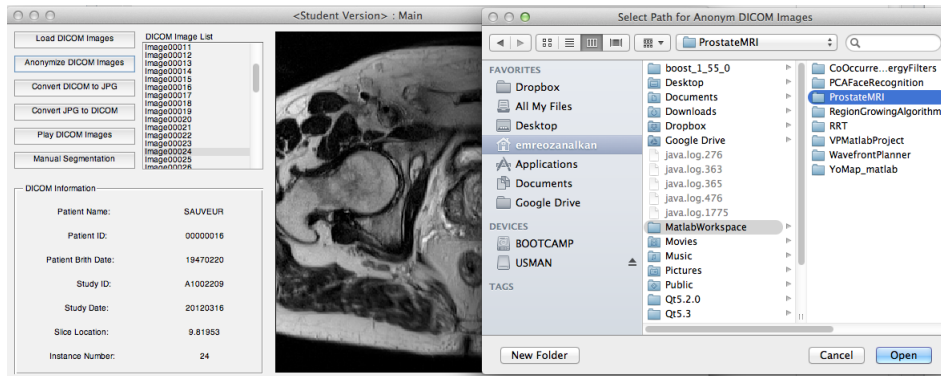 <Student Version> : Main
Load DICOM Images
Anonymize DICOM Images
Convert DICOM to JPG
Convert JPG to DICOM
Play DICOM Images
Manual Segmentation
DICOM Image List
Image00011
Image00012
Image00013
Image00014
Image00015
Image00016
Image00017
Image00018
Image00019
Image00020
Image00021
Image00022
Image00023
Image00024
Image00025
Image00026
DICOM Information
Patient Name: SAUVEUR
Patient ID: 00000016
Patient Brith Date: 19470220
Study ID: A1002209
Study Date: 20120316
Slice Location: 9.81953
Instance Number: 24
Select Path for Anonym DICOM Images
ProstateMRI
FAVORITES
Dropbox
All My Files
Desktop
emreozanalkan
Applications
Documents
Google Drive
DEVICES
BOOTCAMP
USMAN
TAGS
boost_1_55_0
Desktop
Documents
Downloads
Dropbox
Google Drive
java.log.276
java.log.363
java.log.365
java.log.476
java.log.1775
MatlabWorkspace
Movies
Music
Pictures
Public
Qt5.2.0
Qt5.3
CoOccurre...ergyFilters
PCAFaceRecognition
ProstateMRI
RegionGrowingAlgorithm
RRT
VPMatlabProject
WavefrontPlanner
YoMap_matlab
New Folder
Cancel
Open